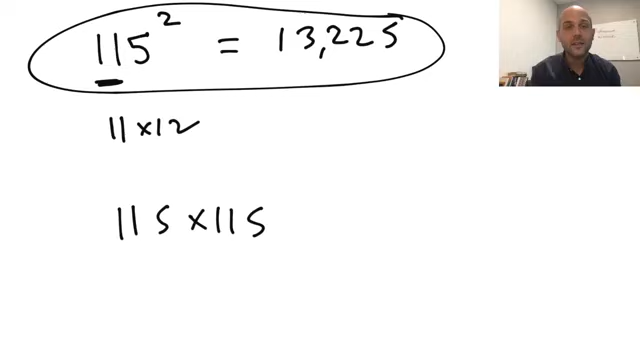 115² = 13,225
11 × 12
115 × 115